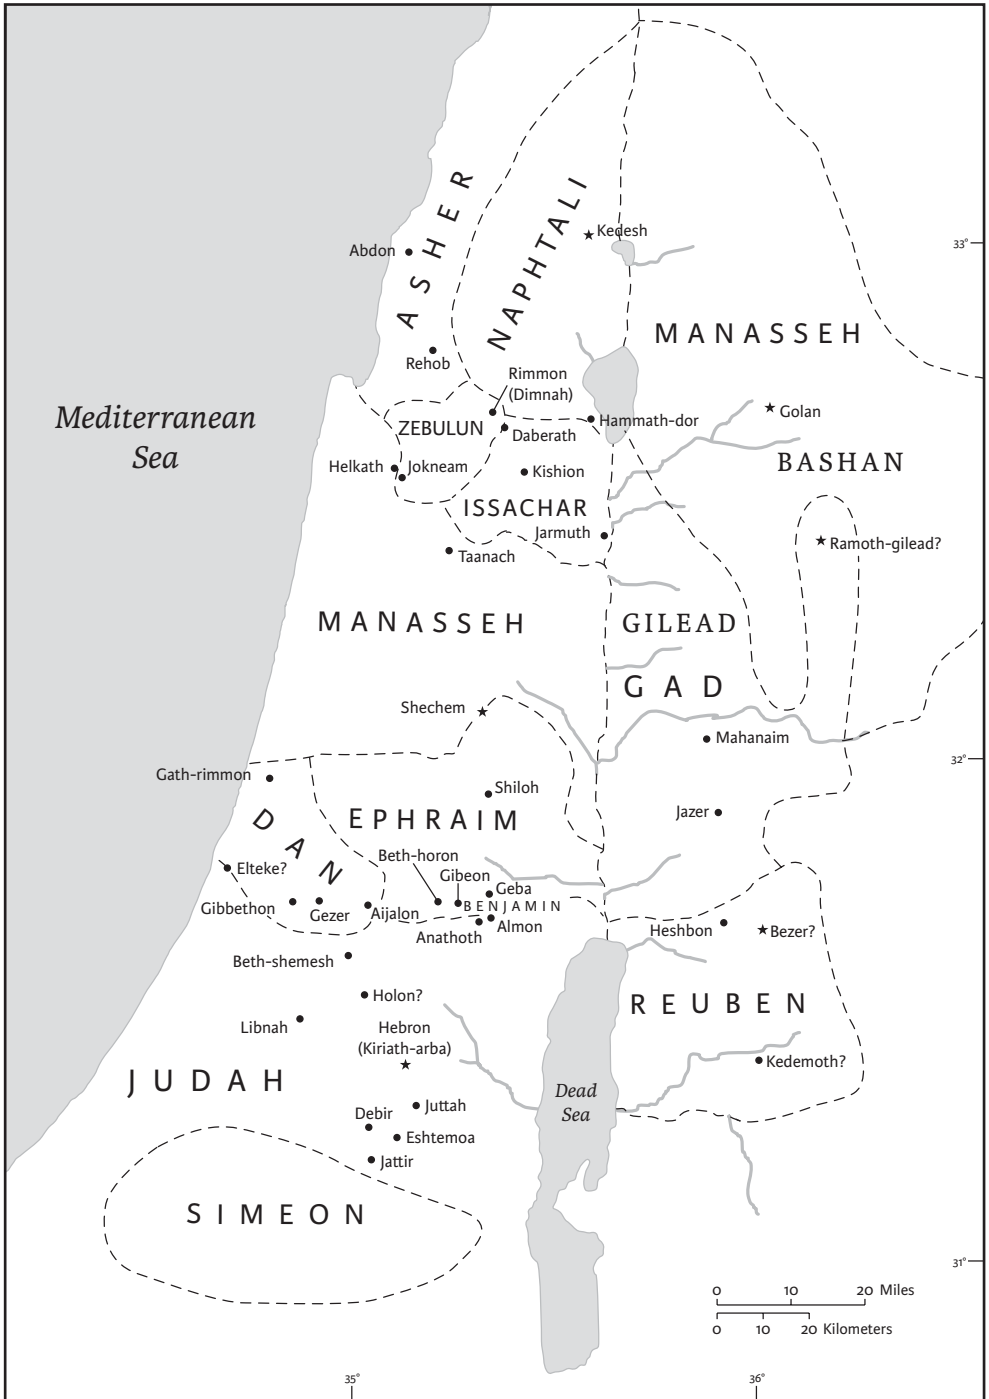 ASHER
NAPHTALI
Kedesh
33°
Abdon
MANASSEH
Rehob
Rimmon
(Dimnah)
Mediterranean
Sea
ZEBULUN
Daberath
Hammath-dor
Golan
BASHAN
Helkath
Jokneam
Kishion
ISSACHAR
Jarmuth
Ramoth-gilead?
Taanach
MANASSEH
GILEAD
GAD
Shechem
Mahanaim
32°
Gath-rimmon
Shiloh
DAN
EPHRAIM
Jazer
Beth-horon
Elteke?
Gibeon
Geba
BENJAMIN
Gibbethon
Gezer
Aijalon
Almon
Anathoth
Heshbon
Bezer?
Beth-shemesh
Holon?
REUBEN
Libnah
Hebron
(Kiriath-arba)
Kedemoth?
JUDAH
Dead
Sea
Juttah
Debir
Eshtemoa
Jattir
SIMEON
31°
0 10 20 Miles
0 10 20 Kilometers
35°
36°